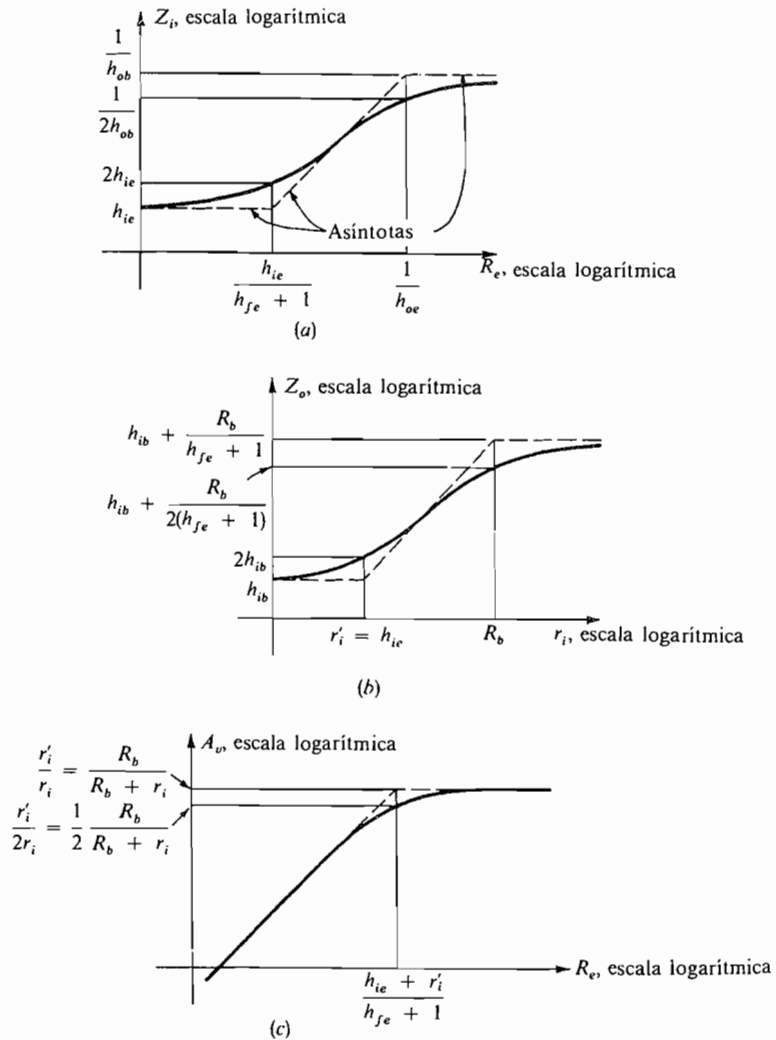 Z_i, escala logarítmica
1/h_ob
1/2h_ob
2h_ie
h_ie
Asíntotas
R_e, escala logarítmica
h_ie/(h_fe + 1)
1/h_oe
(a)
Z_o, escala logarítmica
h_ib + R_b/(h_fe + 1)
h_ib + R_b/2(h_fe + 1)
2h_ib
h_ib
r'_i = h_ie
R_b
r_i, escala logarítmica
(b)
A_v, escala logarítmica
r'_i/r_i = R_b/(R_b + r_i)
r'_i/2r_i = 1/2 R_b/(R_b + r_i)
R_e, escala logarítmica
(h_ie + r'_i)/(h_fe + 1)
(c)